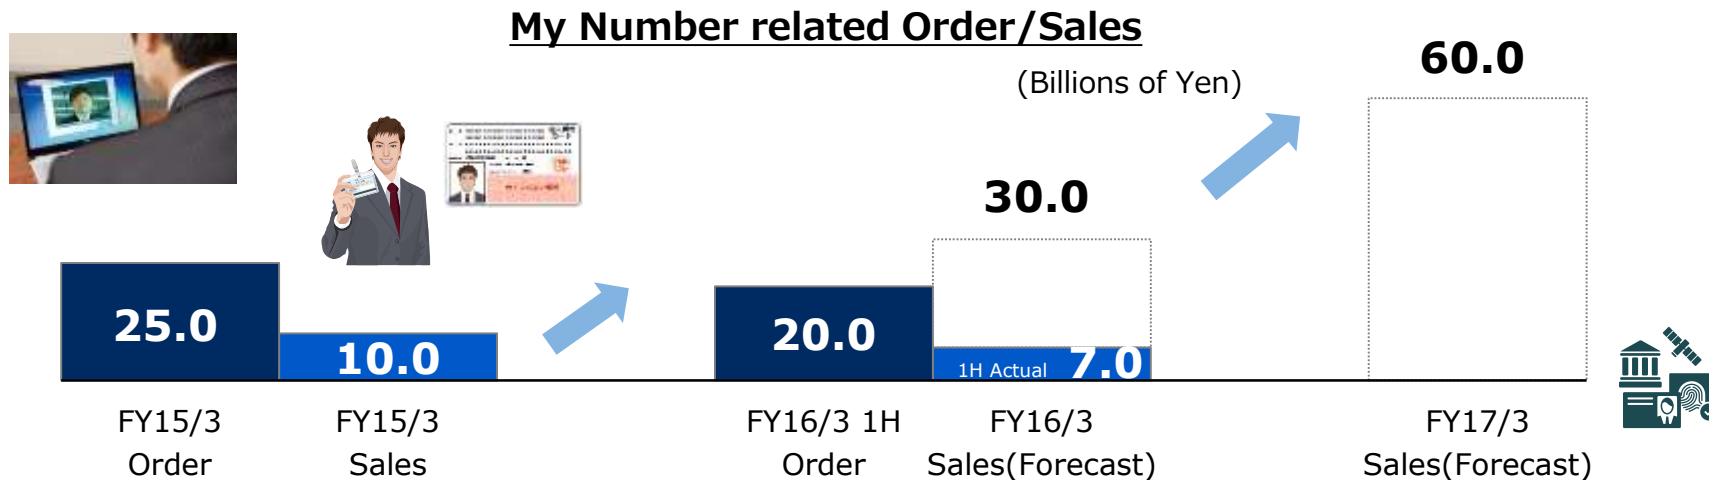 My Number related Order/Sales
(Billions of Yen)
60.0
30.0
25.0
10.0
20.0
1H Actual 7.0
FY15/3
Order
FY15/3
Sales
FY16/3 1H
Order
FY16/3
Sales(Forecast)
FY17/3
Sales(Forecast)